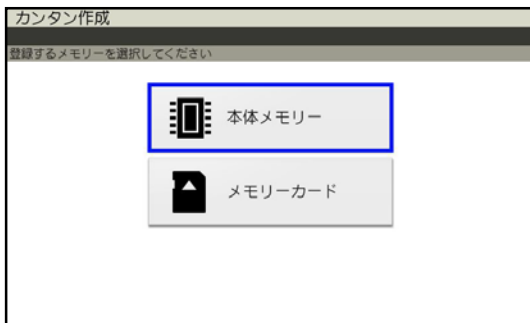 カンタン作成
登録するメモリーを選択してください
本体メモリー
メモリーカード